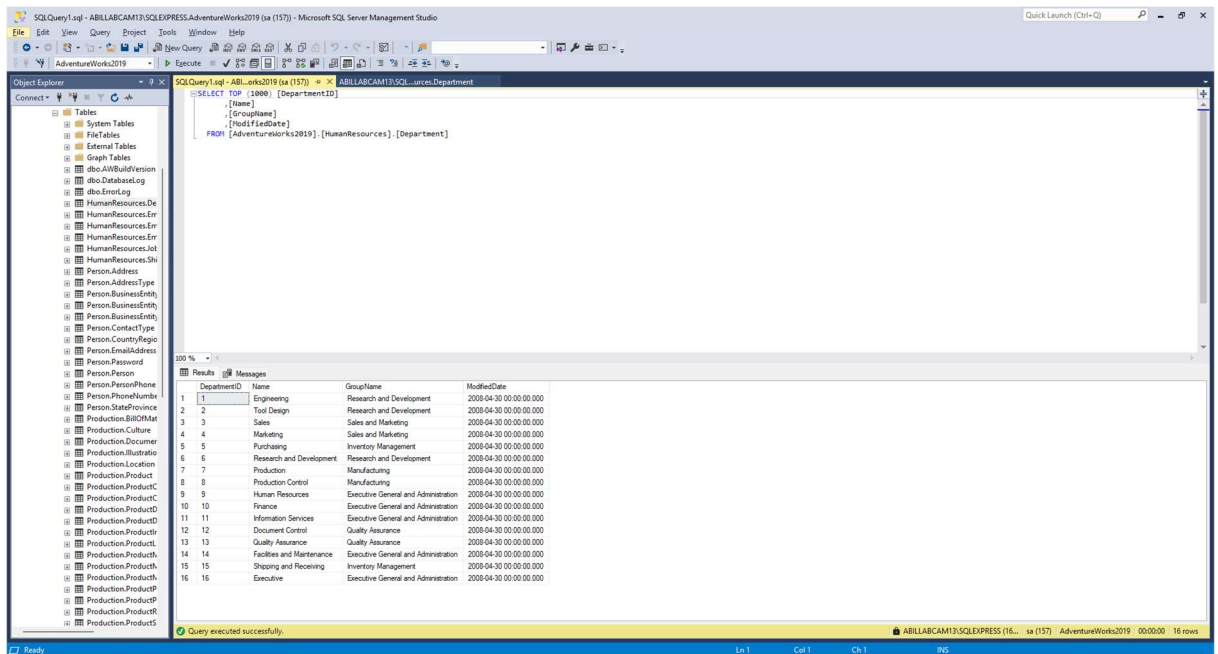 SQLQuery1.sql - ABILLABCAM13\SQLEXPRESS.AdventureWorks2019 (sa (157)) - Microsoft SQL Server Management Studio
Quick Launch (Ctrl+Q)
File Edit View Query Project Tools Window Help
New Query
AdventureWorks2019 Execute
Object Explorer
SQLQuery1.sql - ABI...orks2019 (sa (157)) ABILLABCAM13\SQL...urces.Department
Connect
Tables
System Tables
FileTables
External Tables
Graph Tables
dbo.AWBuildVersion
dbo.DatabaseLog
dbo.ErrorLog
HumanResources.De
HumanResources.Em
HumanResources.Em
HumanResources.Em
HumanResources.Jol
HumanResources.Shi
Person.Address
Person.AddressType
Person.BusinessEntity
Person.BusinessEntity
Person.BusinessEntity
Person.ContactType
Person.CountryRegio
Person.EmailAddress
Person.Password
Person.Person
Person.PersonPhone
Person.PhoneNumbe
Person.StateProvince
Production.BillOfMat
Production.Culture
Production.Documen
Production.Illustratio
Production.Location
Production.Product
Production.ProductC
Production.ProductC
Production.ProductD
Production.ProductD
Production.ProductIr
Production.ProductL
Production.ProductM
Production.ProductM
Production.ProductM
Production.ProductP
Production.ProductP
Production.ProductR
Production.ProductS
SELECT TOP (1000) [DepartmentID]
,[Name]
,[GroupName]
,[ModifiedDate]
FROM [AdventureWorks2019].[HumanResources].[Department]
100 %
Results Messages
DepartmentID Name GroupName ModifiedDate
1 1 Engineering Research and Development 2008-04-30 00:00:00.000
2 2 Tool Design Research and Development 2008-04-30 00:00:00.000
3 3 Sales Sales and Marketing 2008-04-30 00:00:00.000
4 4 Marketing Sales and Marketing 2008-04-30 00:00:00.000
5 5 Purchasing Inventory Management 2008-04-30 00:00:00.000
6 6 Research and Development Research and Development 2008-04-30 00:00:00.000
7 7 Production Manufacturing 2008-04-30 00:00:00.000
8 8 Production Control Manufacturing 2008-04-30 00:00:00.000
9 9 Human Resources Executive General and Administration 2008-04-30 00:00:00.000
10 10 Finance Executive General and Administration 2008-04-30 00:00:00.000
11 11 Information Services Executive General and Administration 2008-04-30 00:00:00.000
12 12 Document Control Quality Assurance 2008-04-30 00:00:00.000
13 13 Quality Assurance Quality Assurance 2008-04-30 00:00:00.000
14 14 Facilities and Maintenance Executive General and Administration 2008-04-30 00:00:00.000
15 15 Shipping and Receiving Inventory Management 2008-04-30 00:00:00.000
16 16 Executive Executive General and Administration 2008-04-30 00:00:00.000
Query executed successfully. ABILLABCAM13\SQLEXPRESS (16... sa (157) AdventureWorks2019 00:00:00 16 rows
Ready Ln 1 Col 1 Ch 1 INS